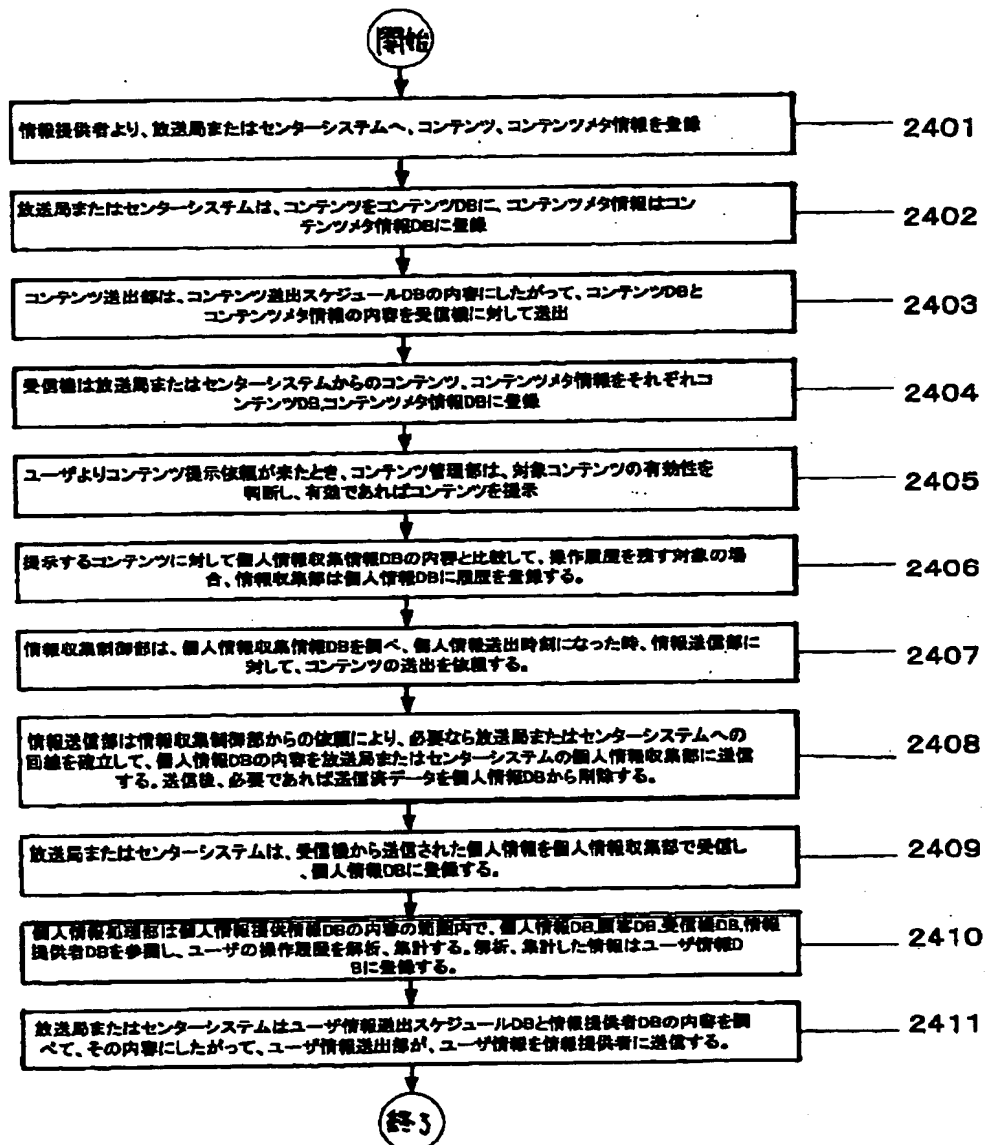 開始
情報提供者より、放送局またはセンターシステムへ、コンテンツ、コンテンツメタ情報を登録
2401
放送局またはセンターシステムは、コンテンツをコンテンツDBに、コンテンツメタ情報はコン
テンツメタ情報DBに登録
2402
コンテンツ送出部は、コンテンツ送出スケジュールDBの内容にしたがって、コンテンツDBと
コンテンツメタ情報の内容を受信機に対して送出
2403
受信機は放送局またはセンターシステムからのコンテンツ、コンテンツメタ情報をそれぞれコ
ンテンツDB,コンテンツメタ情報DBに登録
2404
ユーザよりコンテンツ提示依頼が来たとき、コンテンツ管理部は、対象コンテンツの有効性を
判断し、有効であればコンテンツを提示
2405
提示するコンテンツに対して個人情報収集情報DBの内容と比較して、操作履歴を残す対象の場
合、情報収集部は個人情報DBに履歴を登録する。
2406
情報収集制御部は、個人情報収集情報DBを調べ、個人情報送出時刻になった時、情報送信部に
対して、コンテンツの送出を依頼する。
2407
情報送信部は情報収集制御部からの依頼により、必要なら放送局またはセンターシステムへの
回線を確立して、個人情報DBの内容を放送局またはセンターシステムの個人情報収集部に送信
する。送信後、必要であれば送信済データを個人情報DBから削除する。
2408
放送局またはセンターシステムは、受信機から送信された個人情報を個人情報収集部で受信し
、個人情報DBに登録する。
2409
個人情報処理部は個人情報提供情報DBの内容の範囲内で、個人情報DB,顧客DB,受信機DB,情報
提供者DBを参照し、ユーザの操作履歴を解析、集計する。解析、集計した情報はユーザ情報D
Bに登録する。
2410
放送局またはセンターシステムはユーザ情報送出スケジュールDBと情報提供者DBの内容を調
べて、その内容にしたがって、ユーザ情報送出部が、ユーザ情報を情報提供者に送信する。
2411
終了